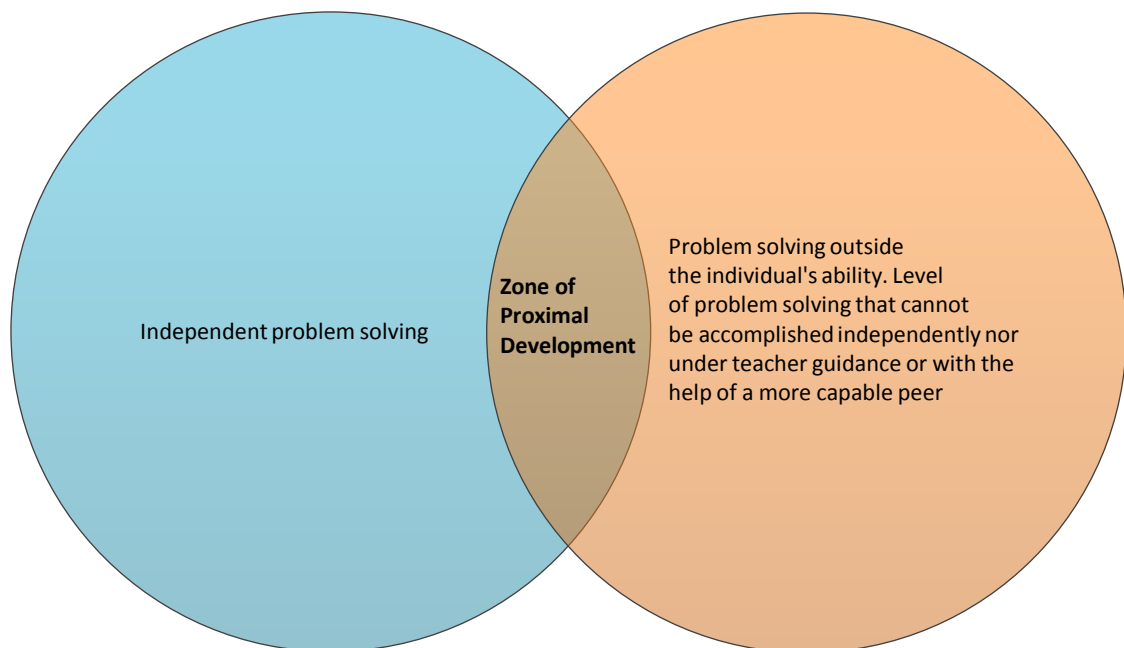 Independent problem solving
Zone of
Proximal
Development
Problem solving outside
the individual's ability. Level
of problem solving that cannot
be accomplished independently nor
under teacher guidance or with the
help of a more capable peer